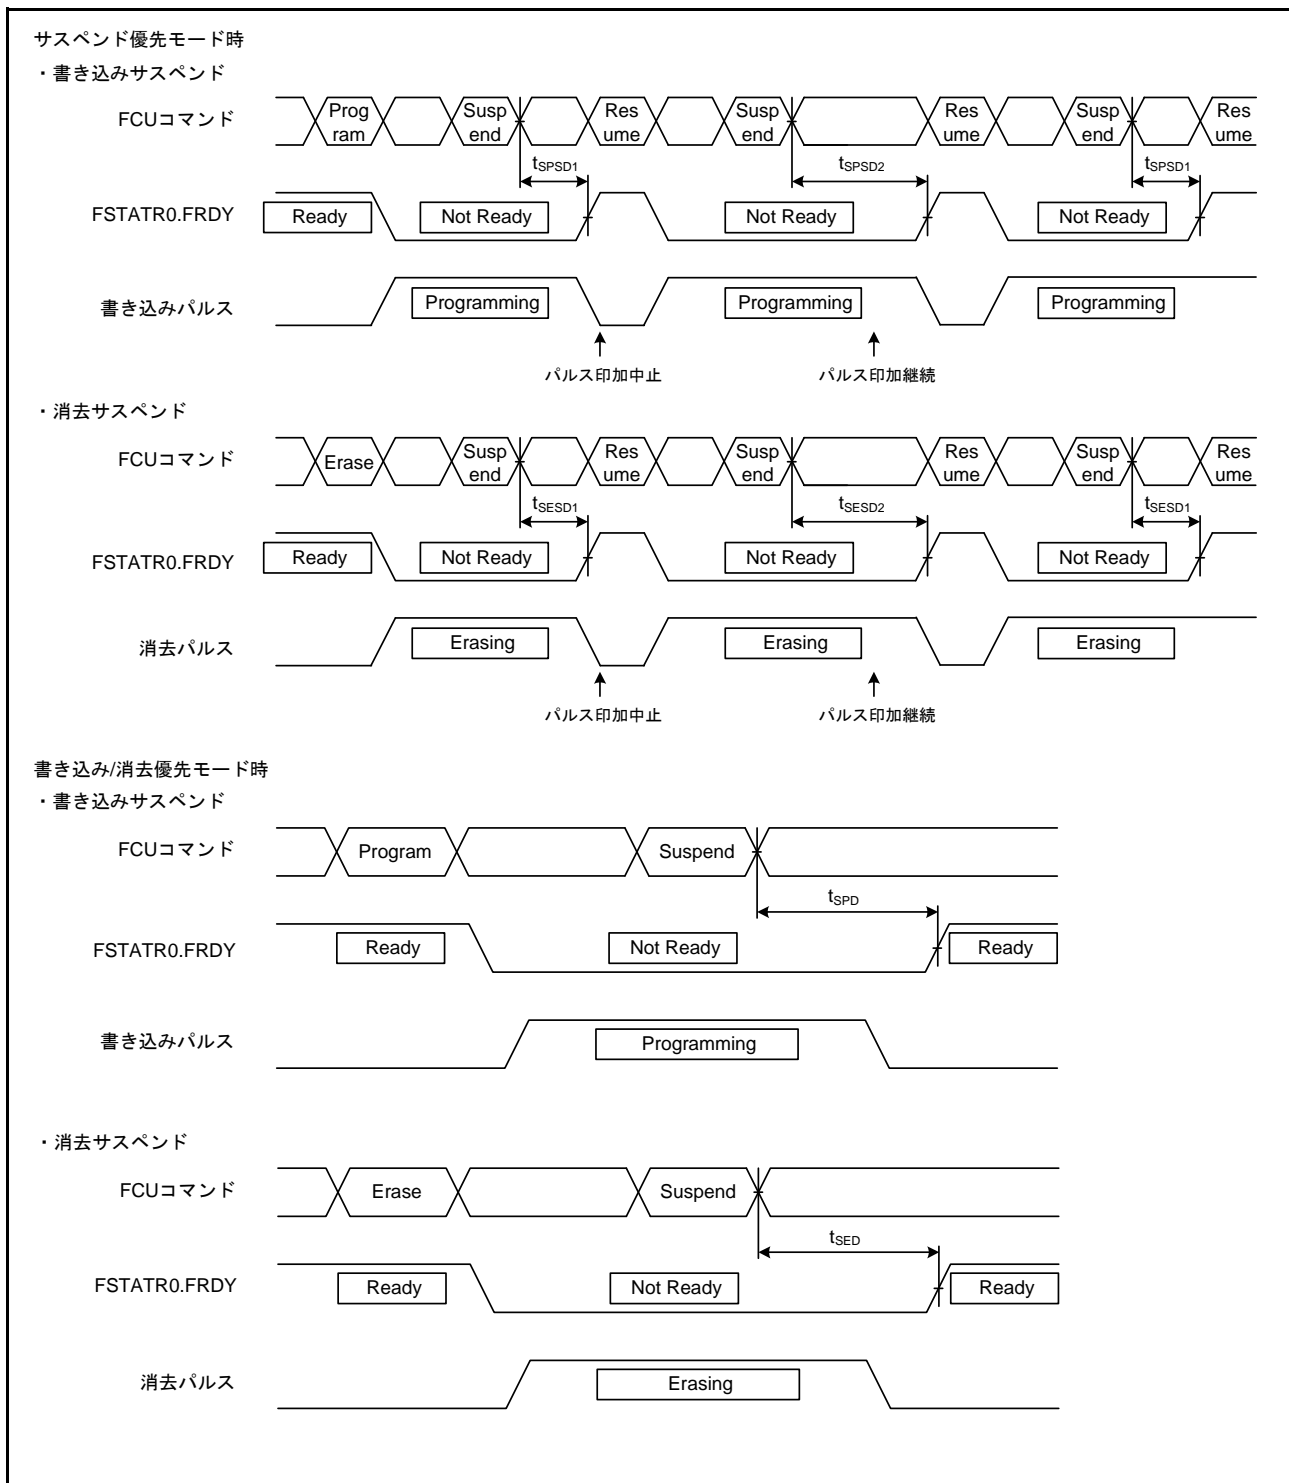 サスペンド優先モード時
・書き込みサスペンド
FCUコマンド Prog ram Susp end Res ume Susp end Res ume Susp end Res ume
tSPSD1 tSPSD2 tSPSD1
FSTATR0.FRDY Ready Not Ready Not Ready Not Ready
書き込みパルス Programming Programming Programming
パルス印加中止 パルス印加継続
・消去サスペンド
FCUコマンド Erase Susp end Res ume Susp end Res ume Susp end Res ume
tSESD1 tSESD2 tSESD1
FSTATR0.FRDY Ready Not Ready Not Ready Not Ready
消去パルス Erasing Erasing Erasing
パルス印加中止 パルス印加継続
書き込み/消去優先モード時
・書き込みサスペンド
FCUコマンド Program Suspend
tSPD
FSTATR0.FRDY Ready Not Ready Ready
書き込みパルス Programming
・消去サスペンド
FCUコマンド Erase Suspend
tSED
FSTATR0.FRDY Ready Not Ready Ready
消去パルス Erasing